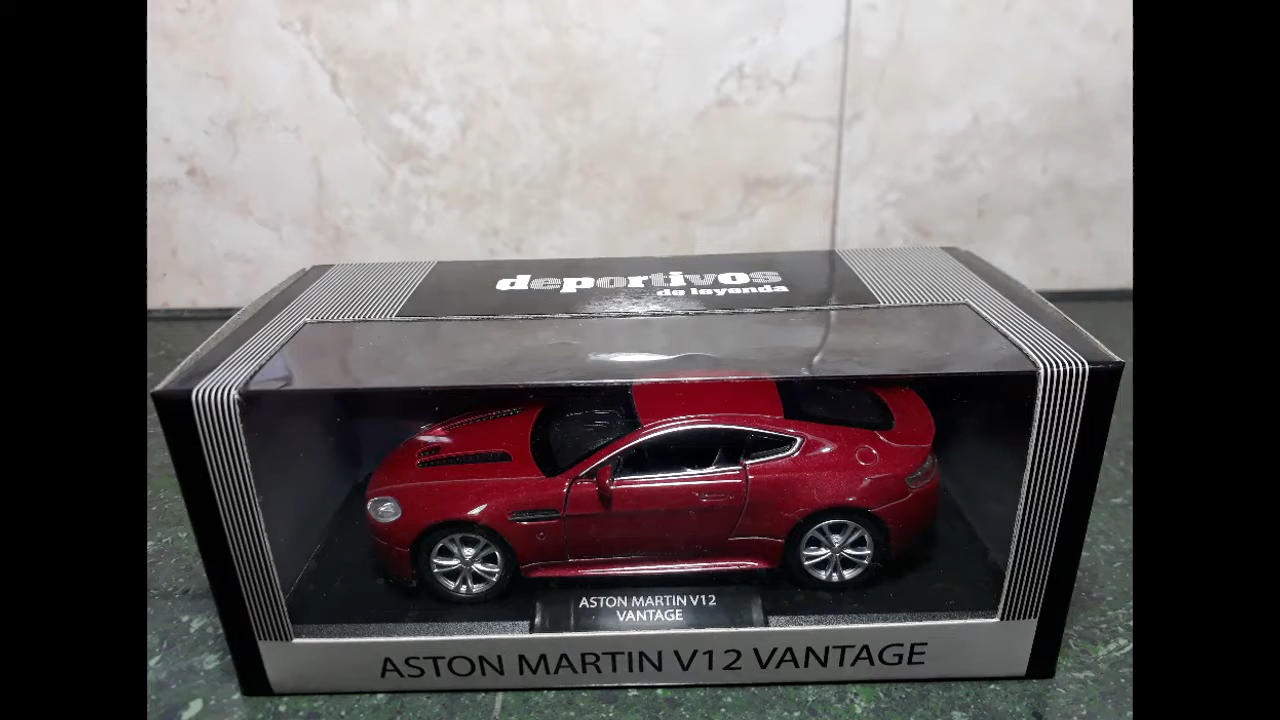 deportivos
de leyenda
ASTON MARTIN V12
VANTAGE
ASTON MARTIN V12 VANTAGE